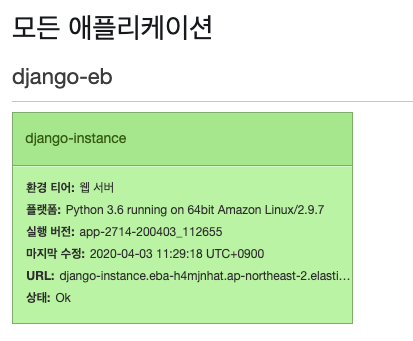 모든 애플리케이션
django-eb
django-instance
환경 티어: 웹 서버
플랫폼: Python 3.6 running on 64bit Amazon Linux/2.9.7
실행 버전: app-2714-200403_112655
마지막 수정: 2020-04-03 11:29:18 UTC+0900
URL: django-instance.eba-h4mjnhat.ap-northeast-2.elasti...
상태: Ok